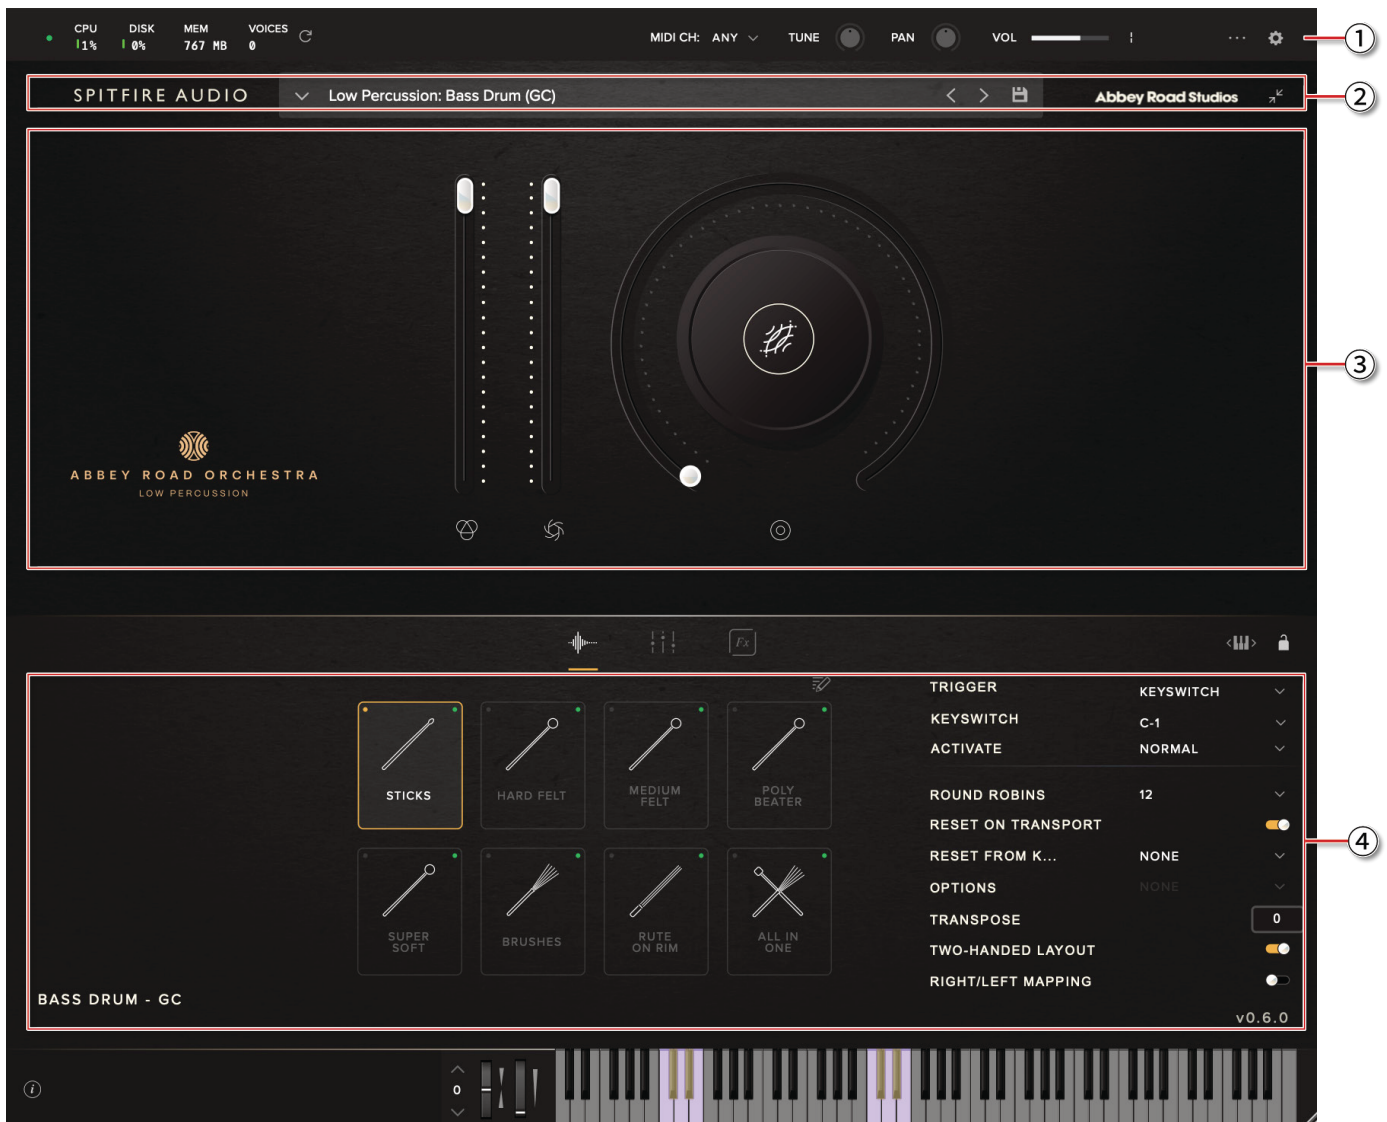 CPU DISK MEM VOICES
1% 0% 767 MB 0
MIDI CH: ANY TUNE PAN VOL
1
SPITFIRE AUDIO
Low Percussion: Bass Drum (GC)
Abbey Road Studios
2
3
ABBEY ROAD ORCHESTRA
LOW PERCUSSION
Fx
TRIGGER KEYSWITCH
KEYSWITCH C-1
ACTIVATE NORMAL
STICKS
HARD FELT
MEDIUM
FELT
POLY
BEATER
ROUND ROBINS 12
RESET ON TRANSPORT
4
RESET FROM K... NONE
OPTIONS NONE
TRANSPOSE 0
TWO-HANDED LAYOUT
RIGHT/LEFT MAPPING
SUPER
SOFT
BRUSHES
RUTE
ON RIM
ALL IN
ONE
BASS DRUM - GC
v0.6.0
i
0